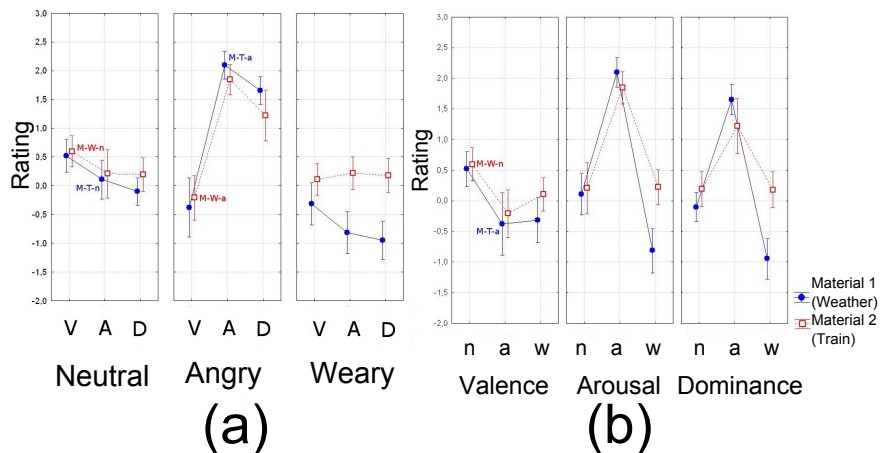 3,0
2,5
2,0
1,5
1,0
0,5
0,0
-0,5
-1,0
-1,5
-2,0
Rating
M-W-n
M-T-n
M-T-a
M-W-a
V A D
V A D
V A D
Neutral Angry Weary
(a)
3,0
2,5
2,0
1,5
1,0
0,5
0,0
-0,5
-1,0
-1,5
-2,0
Rating
M-W-n
M-T-a
n a w
n a w
n a w
Valence Arousal Dominance
(b)
Material 1
(Weather)
Material 2
(Train)